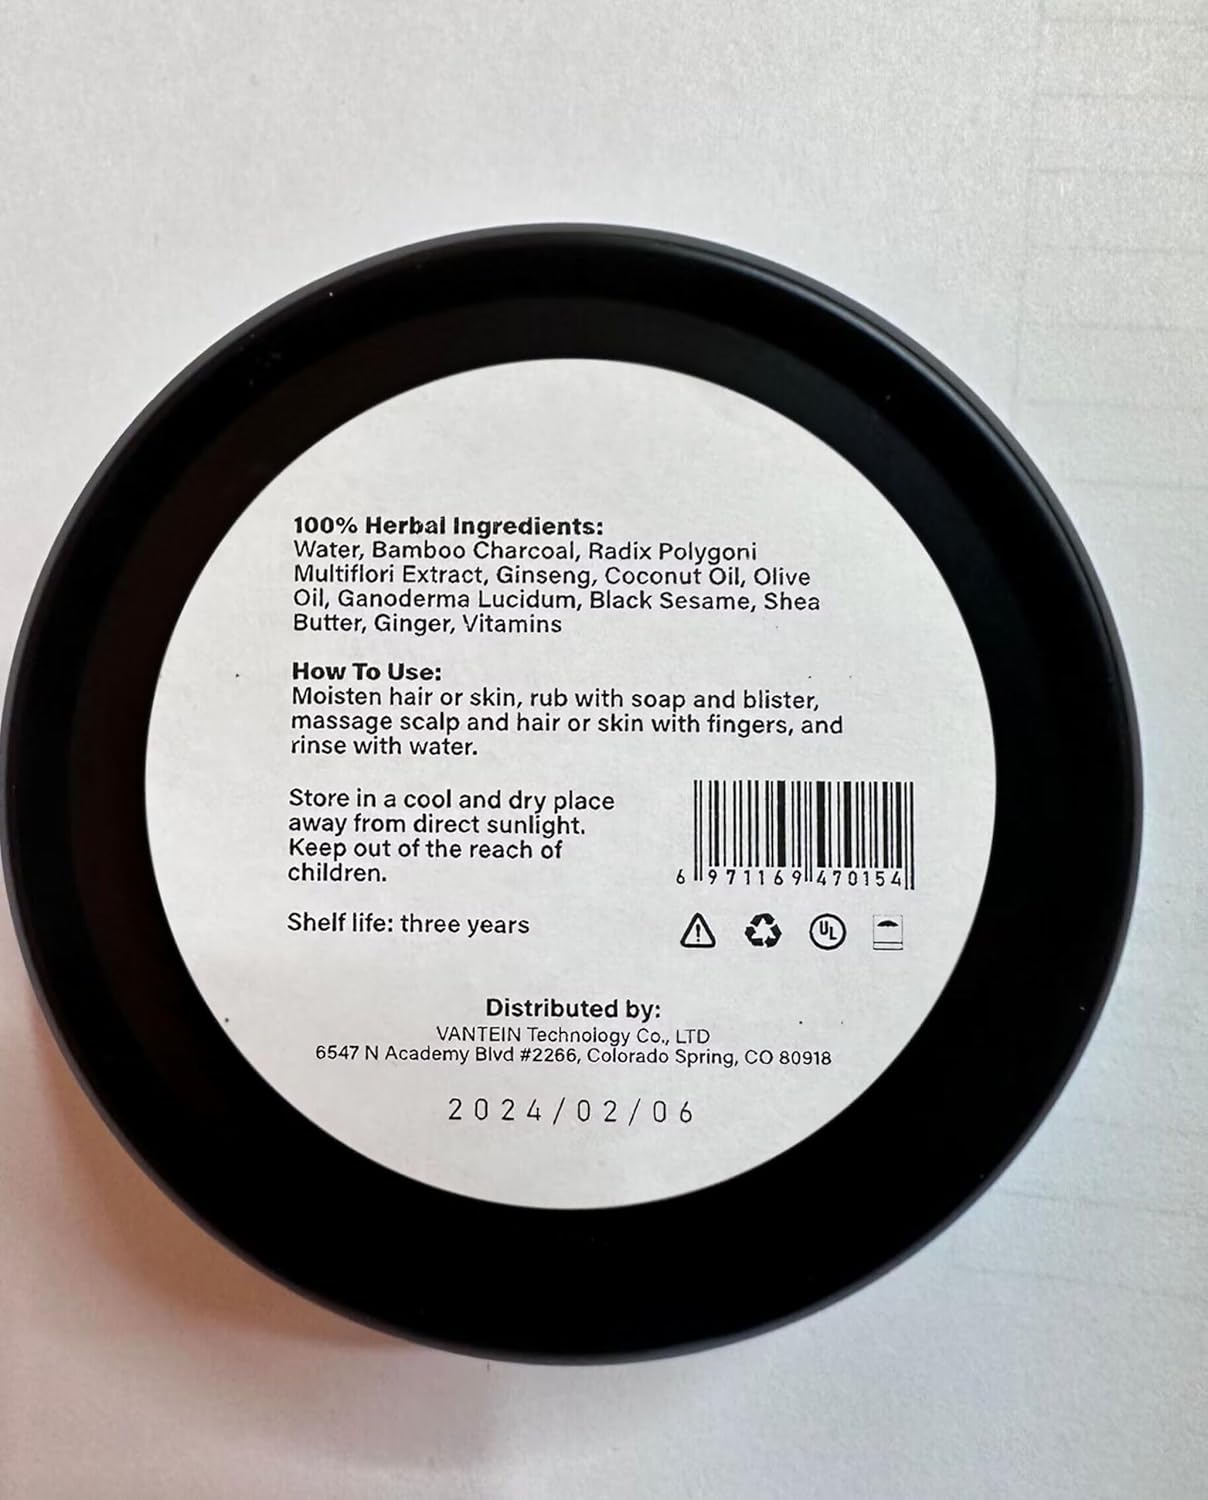 100% Herbal Ingredients:
Water, Bamboo Charcoal, Radix Polygoni
Multiflori Extract, Ginseng, Coconut Oil, Olive
Oil, Ganoderma Lucidum, Black Sesame, Shea
Butter, Ginger, Vitamins
How To Use:
Moisten hair or skin, rub with soap and blister,
massage scalp and hair or skin with fingers, and
rinse with water.
Store in a cool and dry place
away from direct sunlight.
Keep out of the reach of
children.
6 971169 470154
Shelf life: three years
UL
Distributed by:
VANTEIN Technology Co., LTD
6547 N Academy Blvd #2266, Colorado Spring, CO 80918
2024/02/06